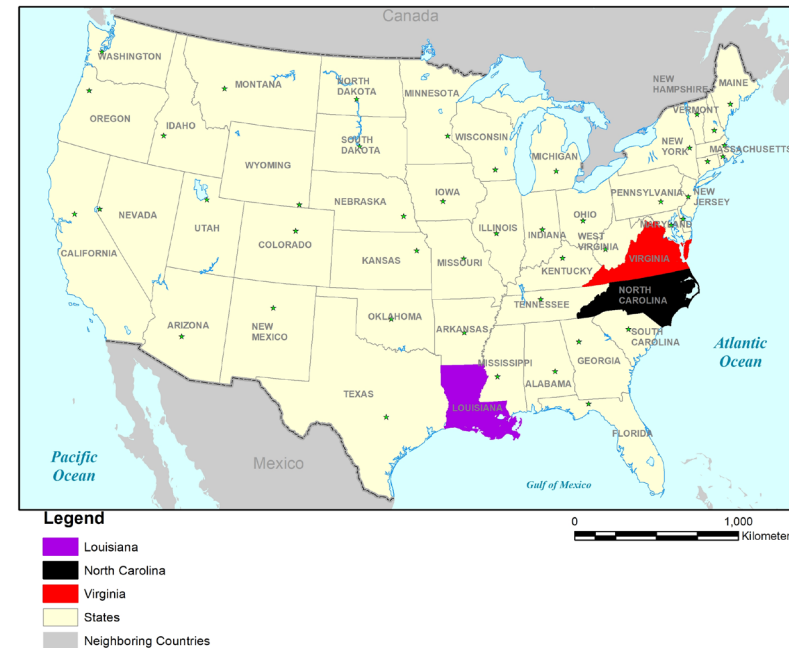 Canada
WASHINGTON
MONTANA
NORTH
DAKOTA
MINNESOTA
NEW
HAMPSHIRE
MAINE
VERMONT
OREGON
IDAHO
SOUTH
DAKOTA
WISCONSIN
MICHIGAN
NEW
YORK
MASSACHUSETTS
WYOMING
NEBRASKA
IOWA
PENNSYLVANIA
NEW
JERSEY
NEVADA
UTAH
COLORADO
ILLINOIS
INDIANA
OHIO
WEST
VIRGINIA
MARYLAND
CALIFORNIA
KANSAS
MISSOURI
KENTUCKY
VIRGINIA
NORTH
CAROLINA
TENNESSEE
ARIZONA
NEW
MEXICO
OKLAHOMA
ARKANSAS
SOUTH
CAROLINA
Atlantic
Ocean
MISSISSIPPI
ALABAMA
GEORGIA
TEXAS
LOUISIANA
FLORIDA
Pacific
Ocean
Mexico
Gulf of Mexico
Legend
0 1,000
Kilometer
Louisiana
North Carolina
Virginia
States
Neighboring Countries